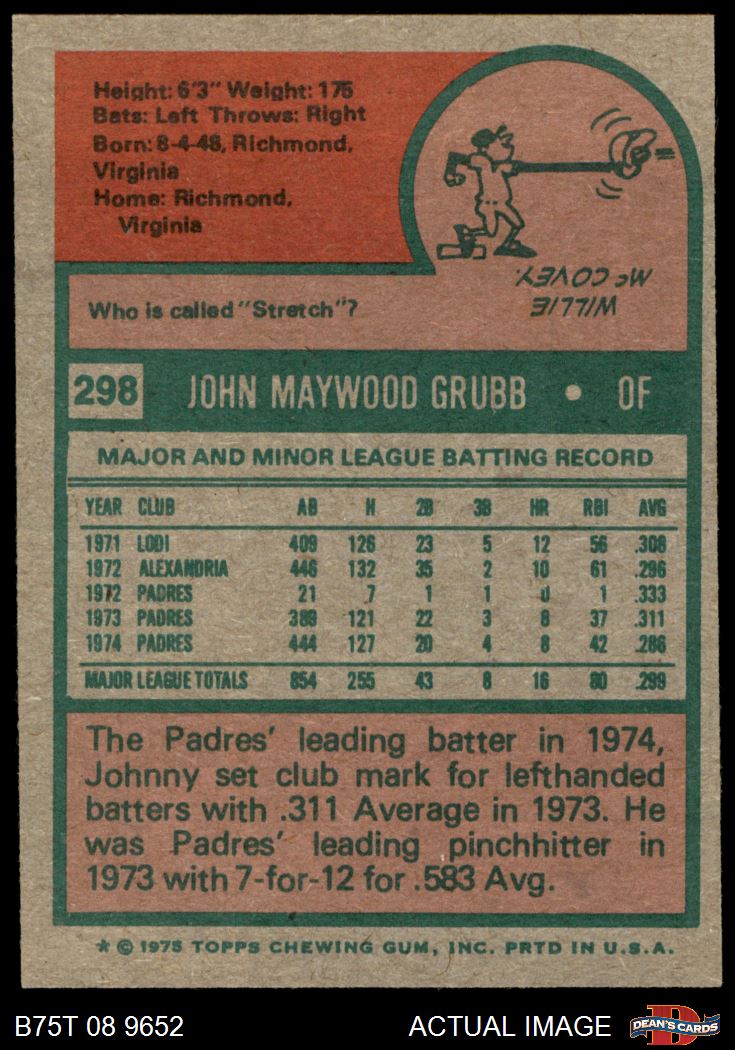 Height: 6'3" Weight: 175
Bats: Left Throws: Right
Born: 8-4-48, Richmond,
Virginia
Home: Richmond,
Virginia
Who is called "Stretch"?
WILLIE
McCOVEY.
298 JOHN MAYWOOD GRUBB • OF
MAJOR AND MINOR LEAGUE BATTING RECORD
YEAR CLUB AB H 2B 3B HR RBI AVG
1971 LODI 409 126 23 5 12 56 .308
1972 ALEXANDRIA 446 132 35 2 10 61 .296
1972 PADRES 21 7 1 1 0 1 .333
1973 PADRES 389 121 22 3 8 37 .311
1974 PADRES 444 127 20 4 8 42 .286
MAJOR LEAGUE TOTALS 854 255 43 8 16 80 .299
The Padres' leading batter in 1974,
Johnny set club mark for lefthanded
batters with .311 Average in 1973. He
was Padres' leading pinchhitter in
1973 with 7-for-12 for .583 Avg.
* © 1975 TOPPS CHEWING GUM, INC. PRTD IN U.S.A.
B75T 08 9652 ACTUAL IMAGE D DEAN'S CARDS